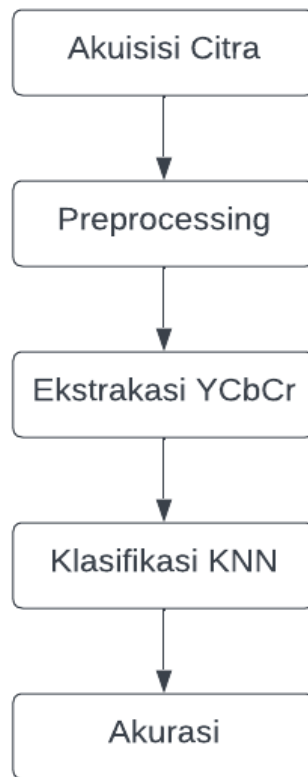 Akuisisi Citra
Preprocessing
Ekstrakasi YCbCr
Klasifikasi KNN
Akurasi